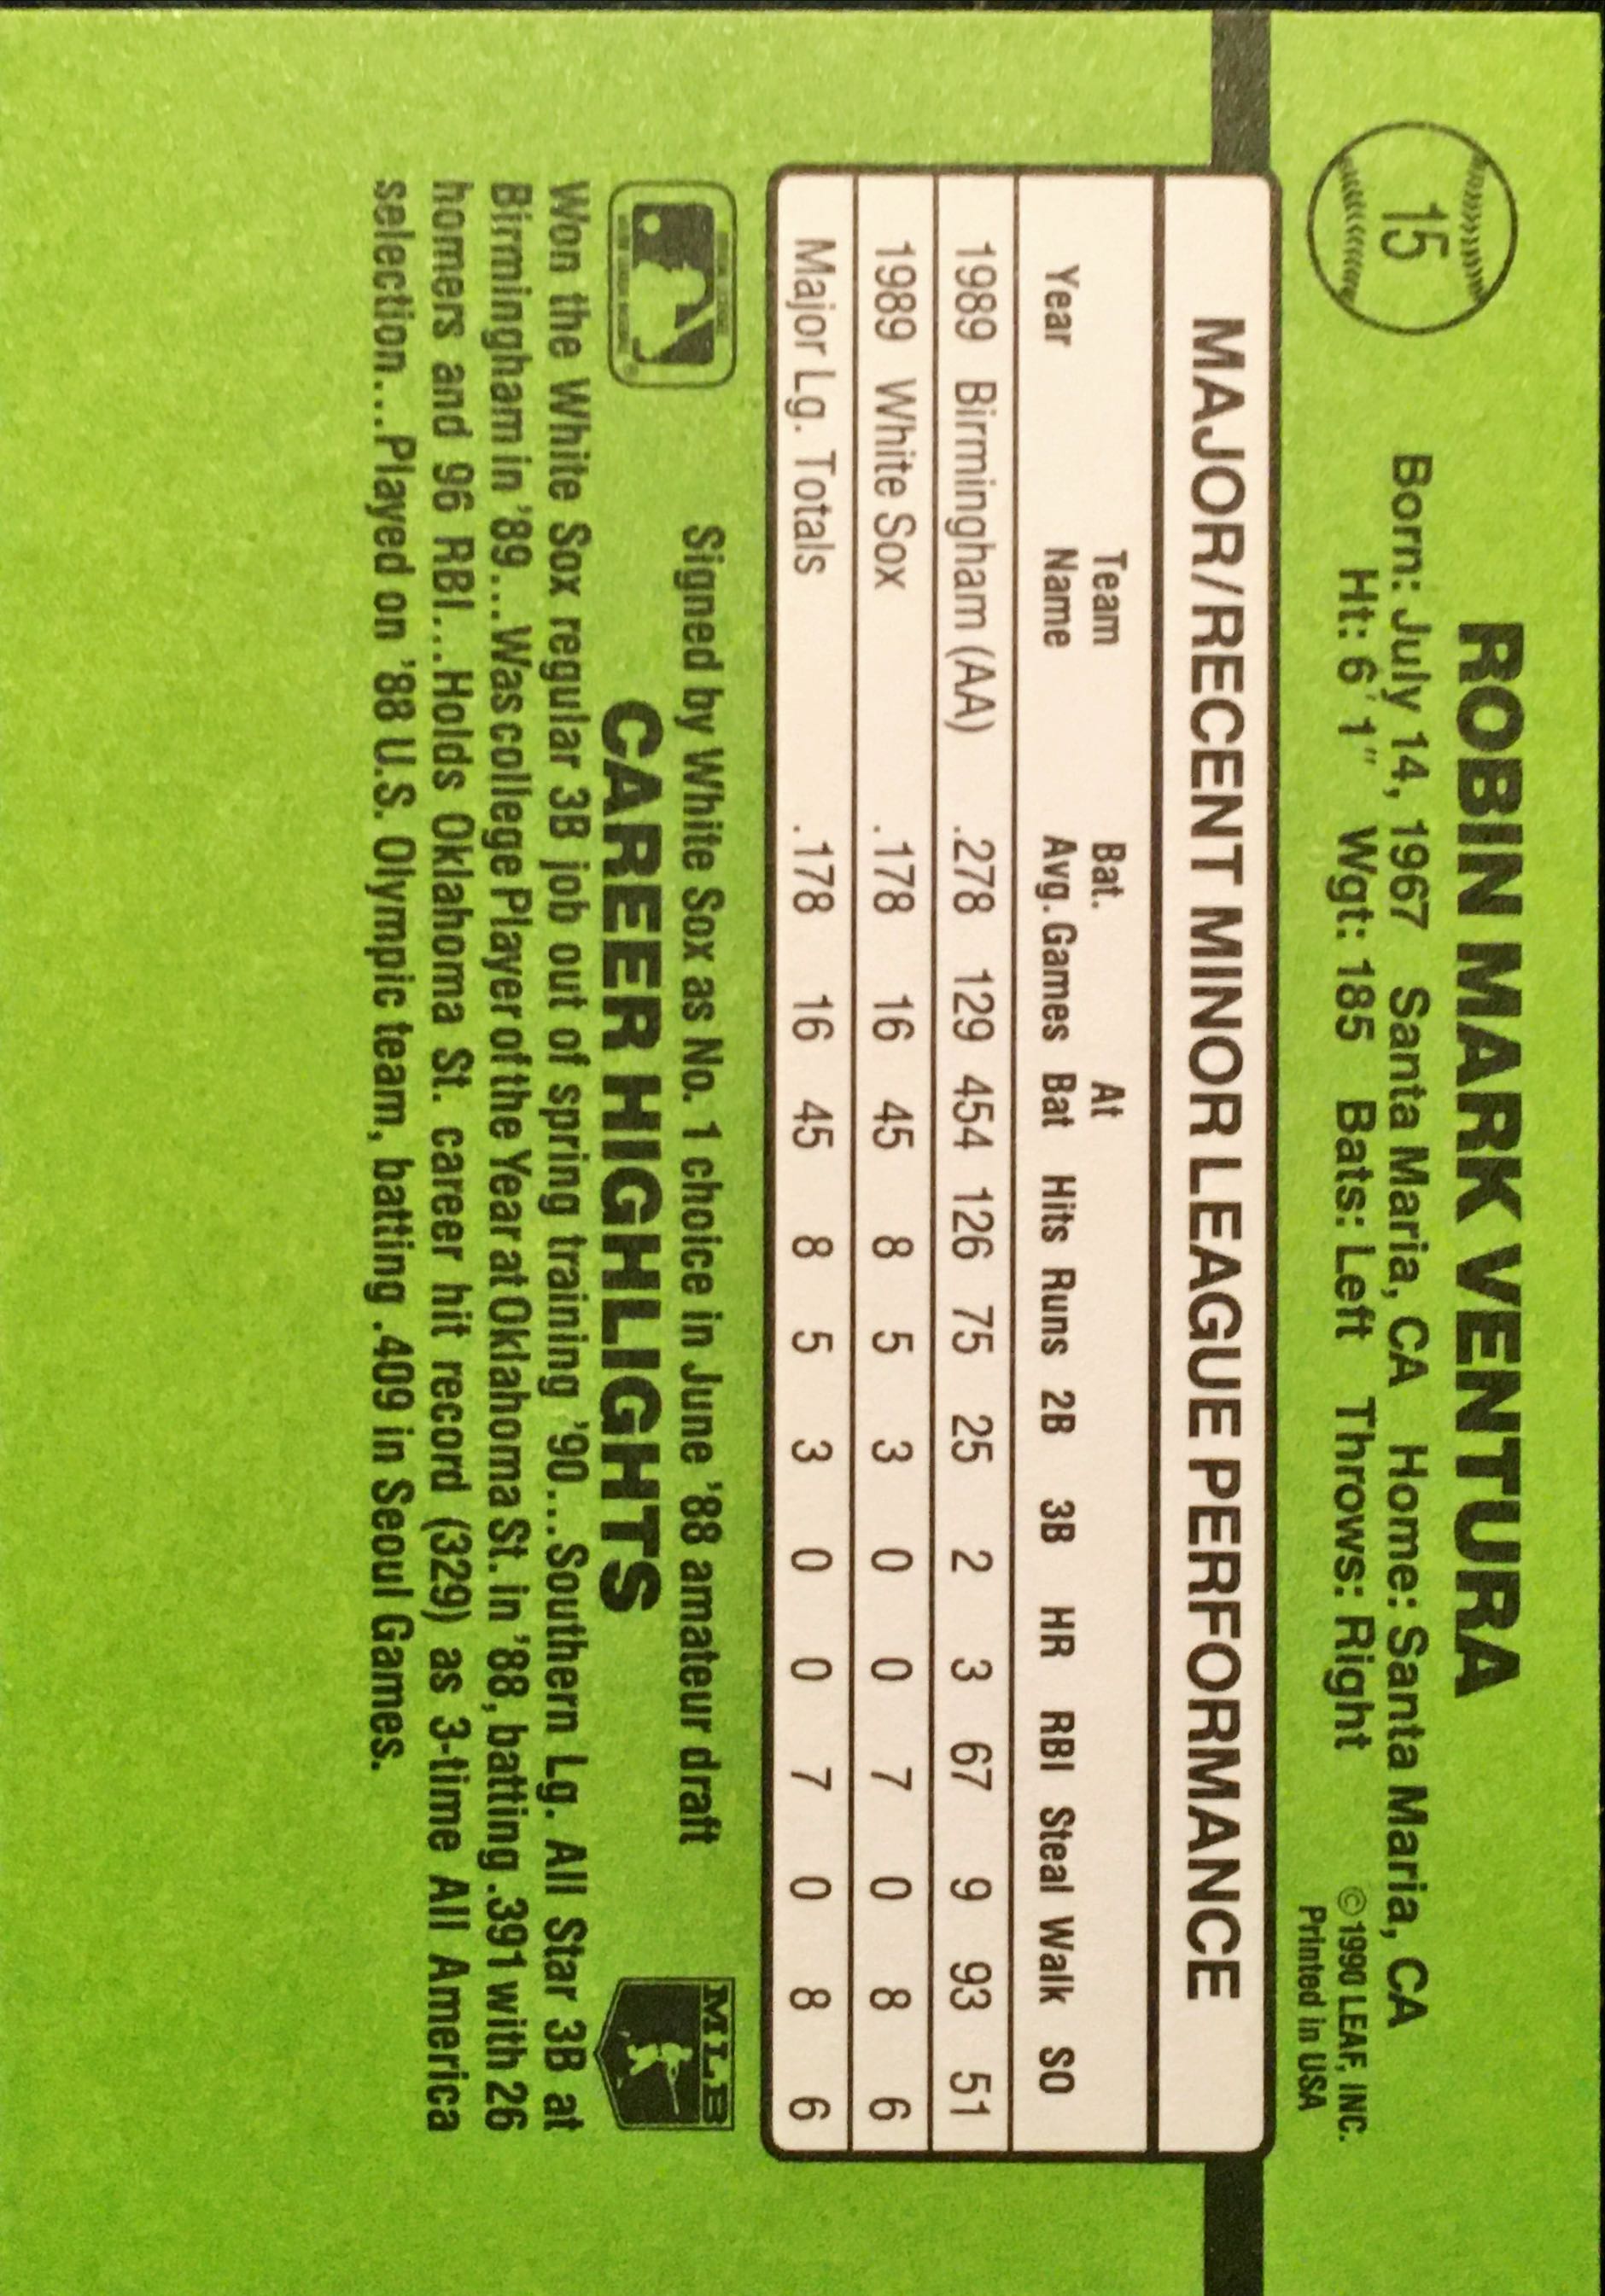 ROBIN MARK VENTURA
15
Born: July 14, 1967 Santa Maria, CA Home: Santa Maria, CA
Ht: 6' 1" Wgt: 185 Bats: Left Throws: Right
©1990 LEAF, INC.
Printed in USA
MAJOR/RECENT MINOR LEAGUE PERFORMANCE
Team Bat. At
Year Name Avg. Games Bat Hits Runs 2B 3B HR RBI Steal Walk SO
1989 Birmingham (AA) .278 129 454 126 75 25 2 3 67 9 93 51
1989 White Sox .178 16 45 8 5 3 0 0 7 0 8 6
Major Lg. Totals .178 16 45 8 5 3 0 0 7 0 8 6
Signed by White Sox as No. 1 choice in June '88 amateur draft
MLB
CAREER HIGHLIGHTS
Won the White Sox regular 3B job out of spring training '90...Southern Lg. All Star 3B at
Birmingham in '89...Was college Player of the Year at Oklahoma St. in '88, batting .391 with 26
homers and 96 RBI...Holds Oklahoma St. career hit record (329) as 3-time All America
selection...Played on '88 U.S. Olympic team, batting .409 in Seoul Games.